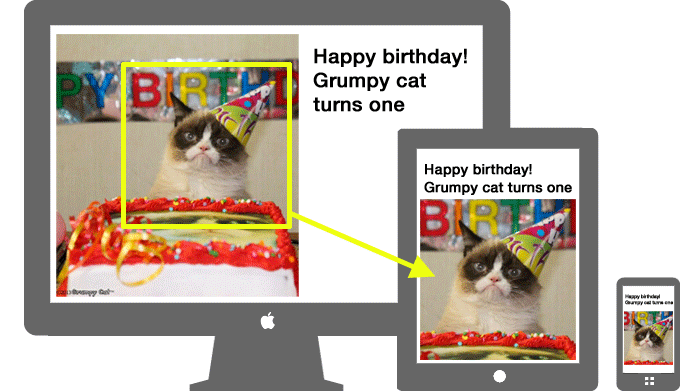 PY BIRTHD
Happy birthday!
Grumpy cat
turns one
Happy birthday!
Grumpy cat turns one
BIRTH
Grumpy Cat
Happy birthday!
Grumpy cat turns one
BIRT